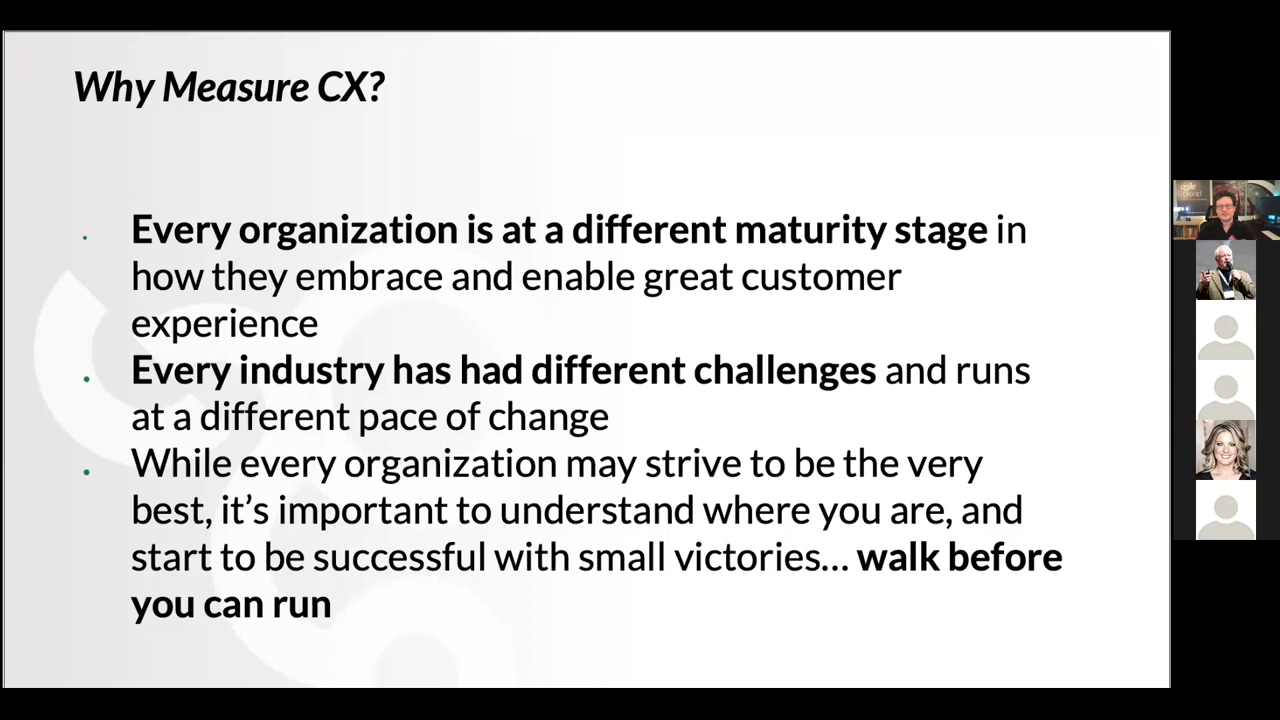 Why Measure CX?
Every organization is at a different maturity stage in
how they embrace and enable great customer
experience
Every industry has had different challenges and runs
at a different pace of change
While every organization may strive to be the very
best, it’s important to understand where you are, and
start to be successful with small victories… walk before
you can run
agile
brand